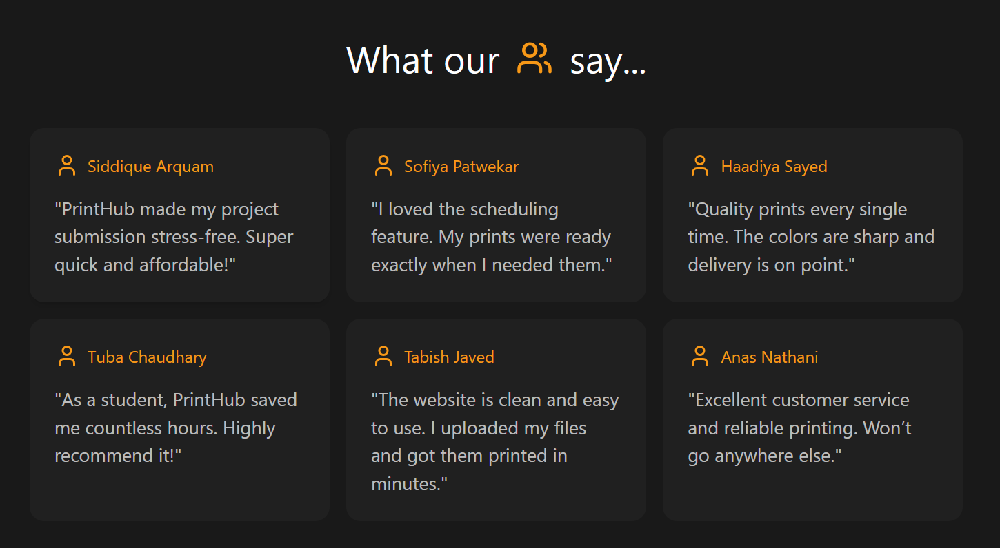 What our say...
Siddique Arquam
"PrintHub made my project
submission stress-free. Super
quick and affordable!"
Sofiya Patwekar
"I loved the scheduling
feature. My prints were ready
exactly when I needed them."
Haadiya Sayed
"Quality prints every single
time. The colors are sharp and
delivery is on point."
Tuba Chaudhary
"As a student, PrintHub saved
me countless hours. Highly
recommend it!"
Tabish Javed
"The website is clean and easy
to use. I uploaded my files
and got them printed in
minutes."
Anas Nathani
"Excellent customer service
and reliable printing. Won’t
go anywhere else."